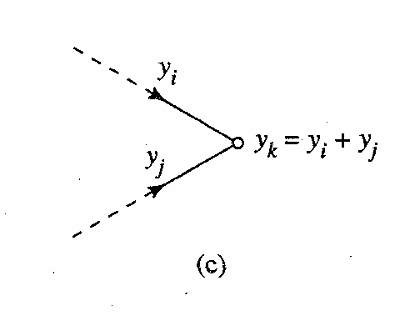 y_i
y_j
y_k = y_i + y_j
(c)